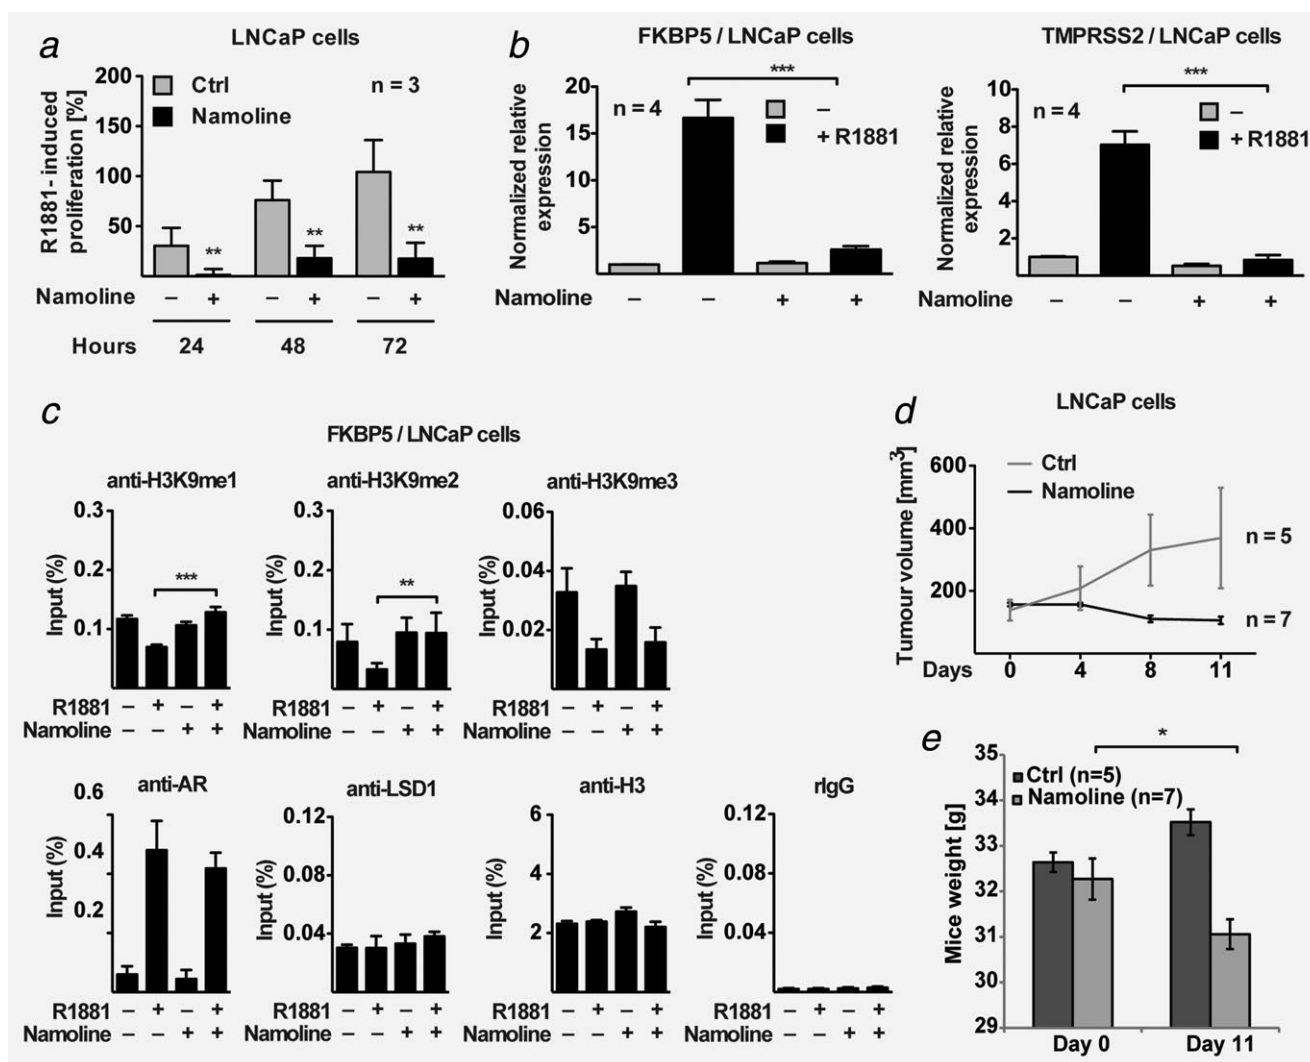 a
LNCaP cells
R1881- induced
proliferation [%]
200
150
100
50
Ctrl
Namoline
n = 3
**
**
**
Namoline – + – + – +
Hours 24 48 72
b
FKBP5 / LNCaP cells
Normalized relative
expression
20
15
10
5
n = 4
***
–
+ R1881
Namoline – – + +
TMPRSS2 / LNCaP cells
Normalized relative
expression
10
8
6
4
2
n = 4
***
–
+ R1881
Namoline – – + +
c
FKBP5 / LNCaP cells
anti-H3K9me1
Input (%)
0.3
0.2
0.1
***
R1881 – + – +
Namoline – – + +
anti-H3K9me2
Input (%)
0.3
0.2
0.1
**
R1881 – + – +
Namoline – – + +
anti-H3K9me3
Input (%)
0.06
0.04
0.02
R1881 – + – +
Namoline – – + +
anti-AR
Input (%)
0.6
0.4
0.2
R1881 – + – +
Namoline – – + +
anti-LSD1
Input (%)
0.12
0.08
0.04
R1881 – + – +
Namoline – – + +
anti-H3
Input (%)
6
4
2
R1881 – + – +
Namoline – – + +
rIgG
Input (%)
0.12
0.08
0.04
R1881 – + – +
Namoline – – + +
d
LNCaP cells
Tumour volume [mm³]
600
400
200
Ctrl
Namoline
n = 5
n = 7
Days 0 4 8 11
e
Mice weight [g]
35
34
33
32
31
30
29
*
Ctrl (n=5)
Namoline (n=7)
Day 0 Day 11